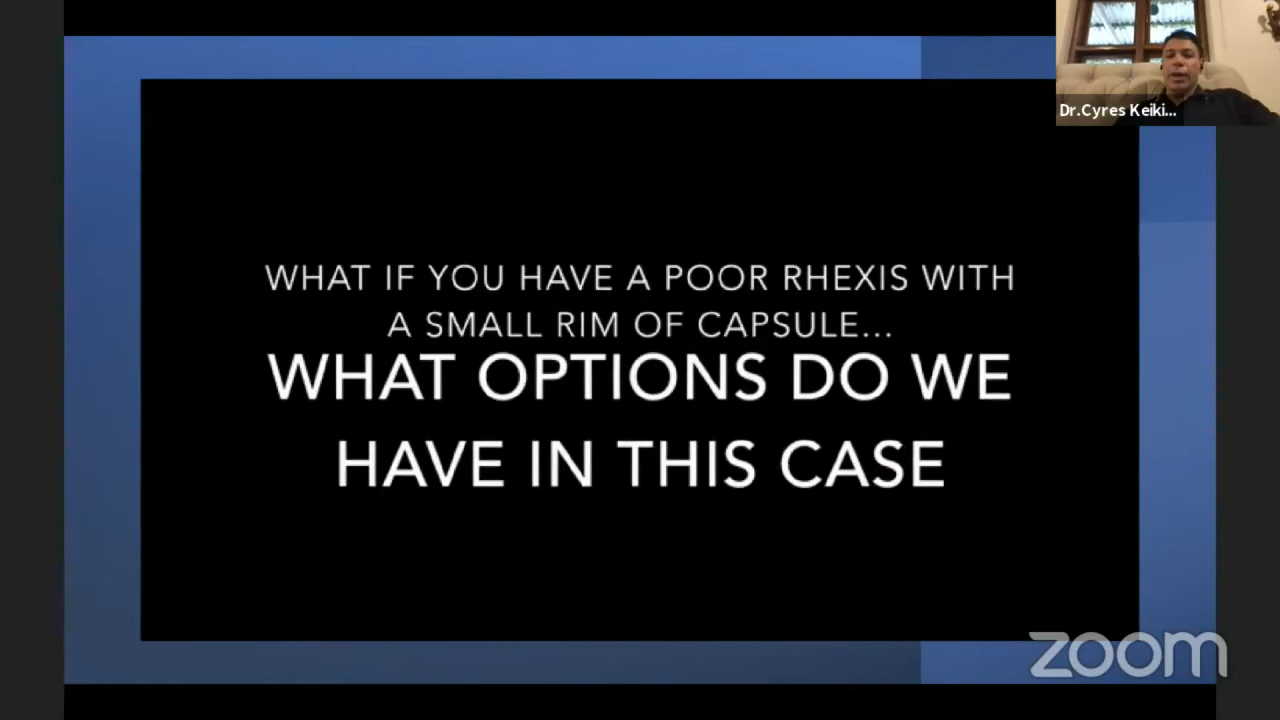 Dr.Cyres Keiki...
WHAT IF YOU HAVE A POOR RHEXIS WITH
A SMALL RIM OF CAPSULE...
WHAT OPTIONS DO WE
HAVE IN THIS CASE
zoom